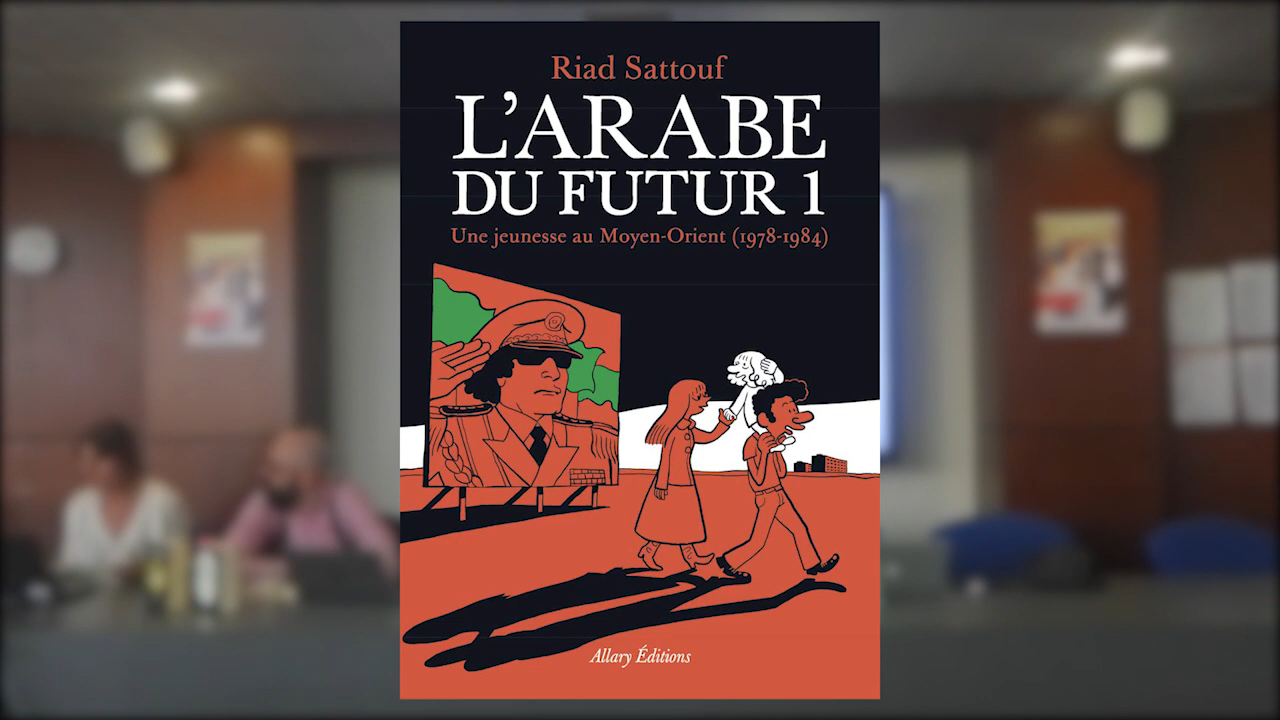 Riad Sattouf
L'ARABE
DU FUTUR 1
Une jeunesse au Moyen-Orient (1978-1984)
Allary Éditions